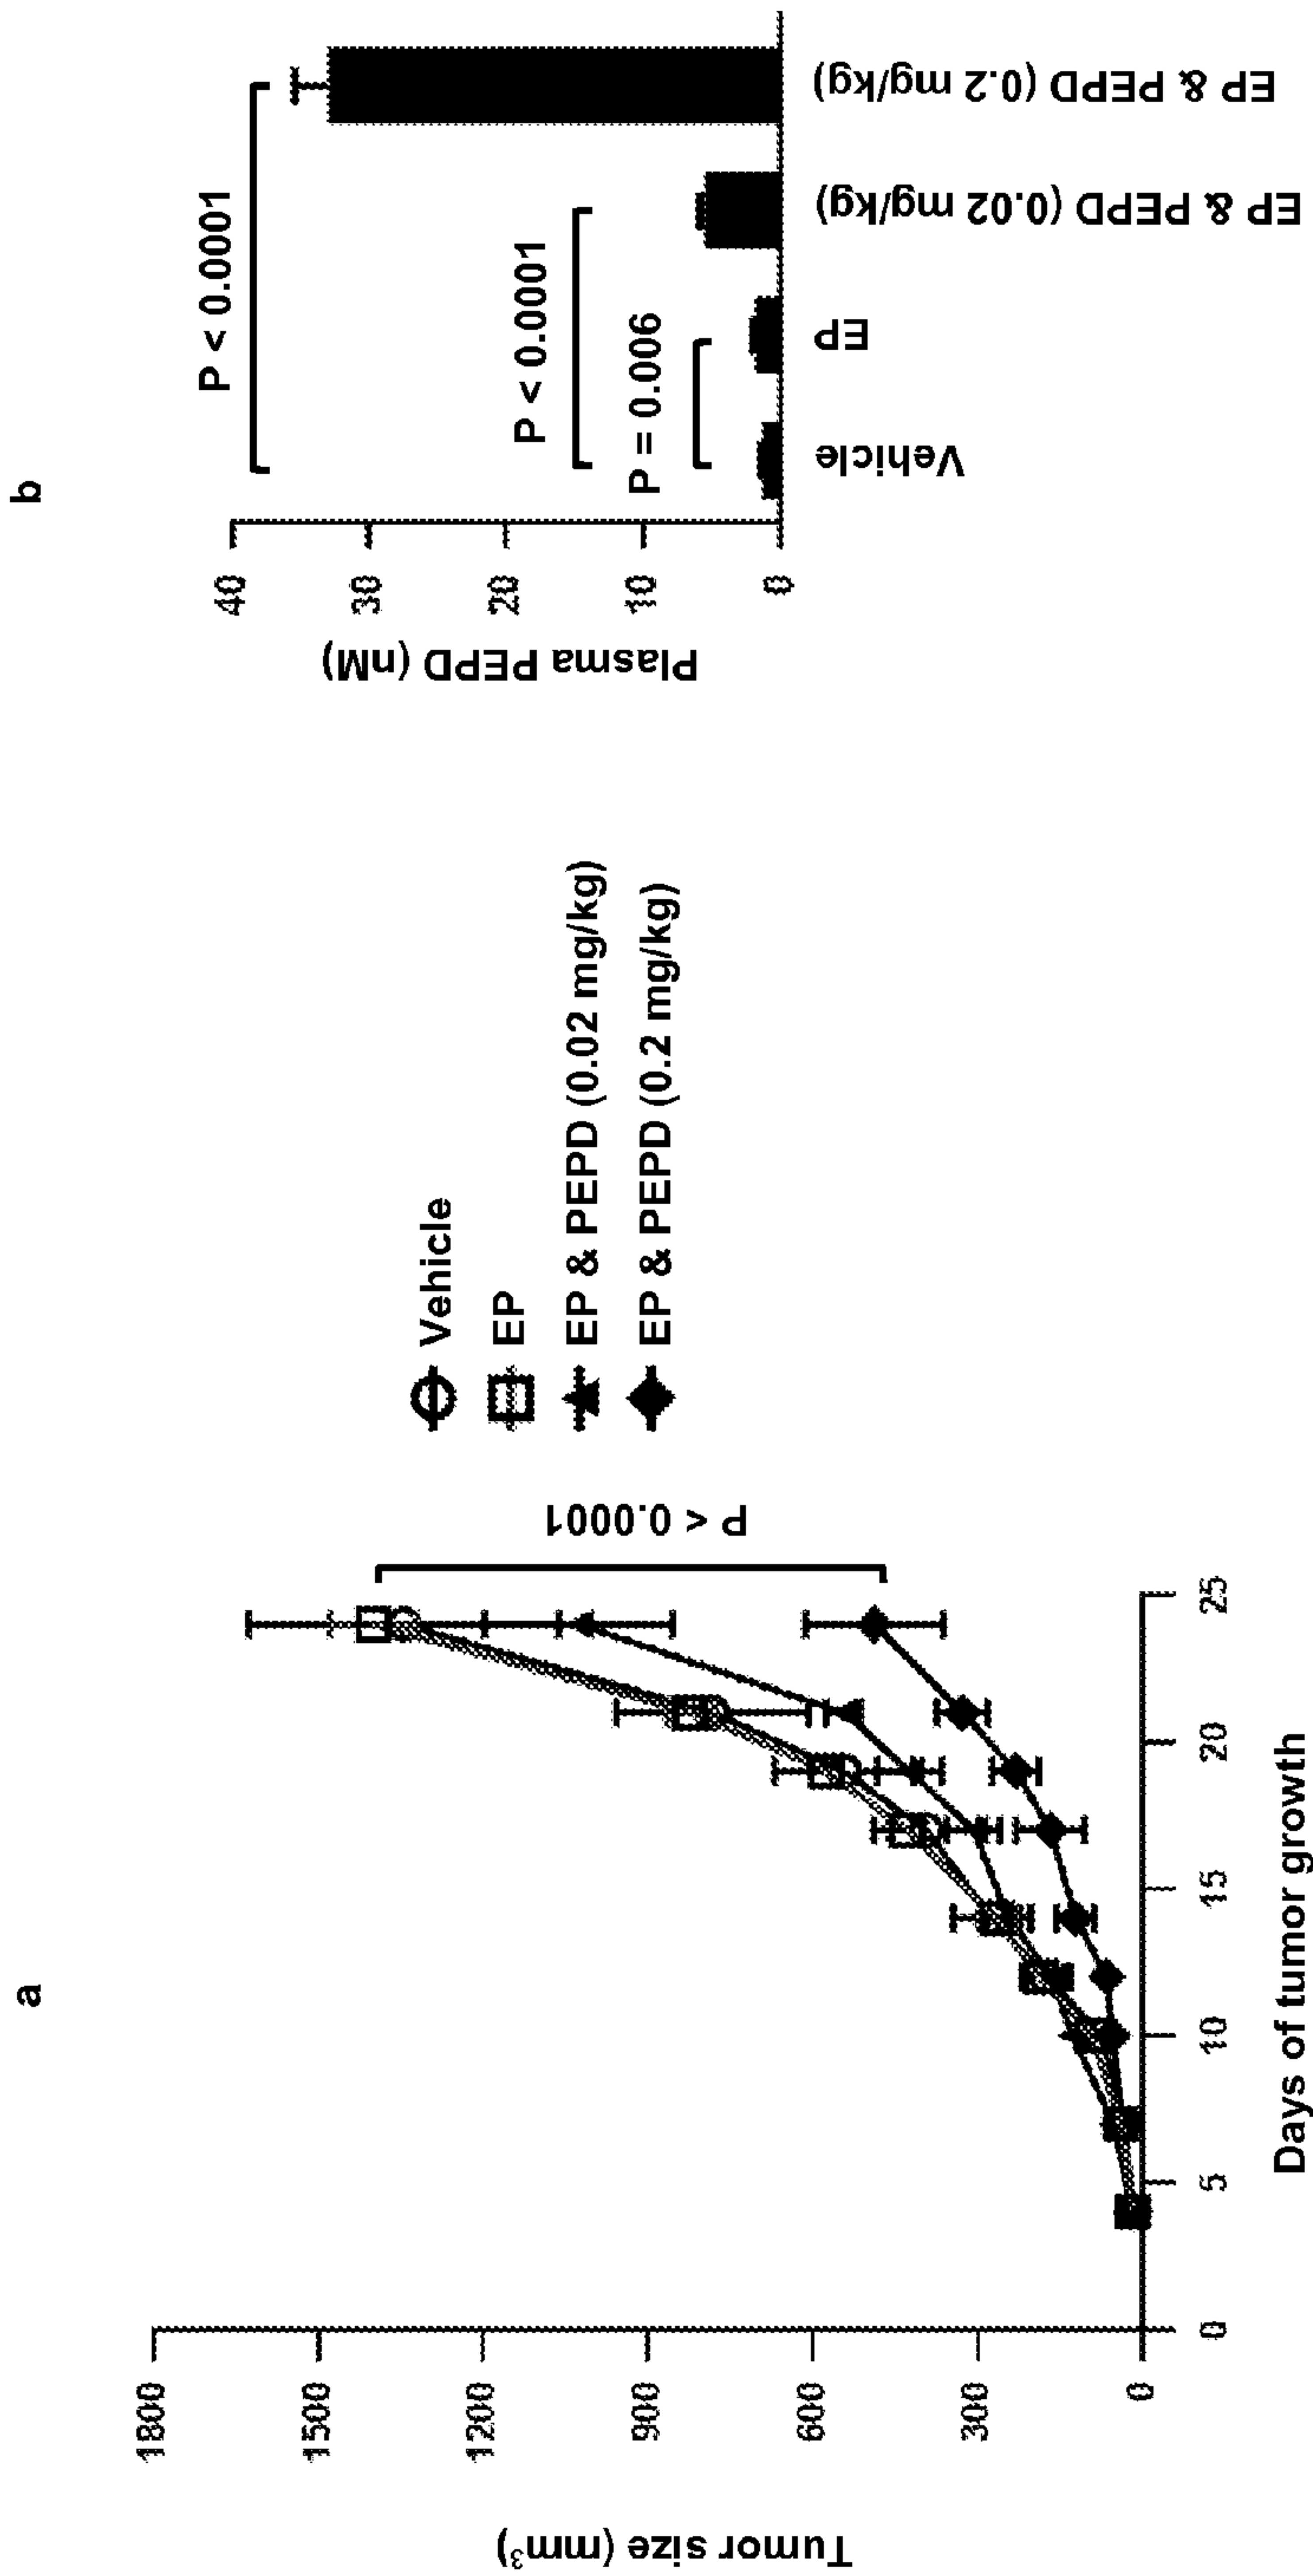 a
Tumor size (mm³)
1800
1500
1200
900
600
300
0
0
5
10
15
20
25
Days of tumor growth
P < 0.0001
Vehicle
EP
EP & PEPD (0.02 mg/kg)
EP & PEPD (0.2 mg/kg)
b
Plasma PEPD (nM)
40
30
20
10
0
P < 0.0001
P < 0.0001
P = 0.006
Vehicle
EP
EP & PEPD (0.02 mg/kg)
EP & PEPD (0.2 mg/kg)